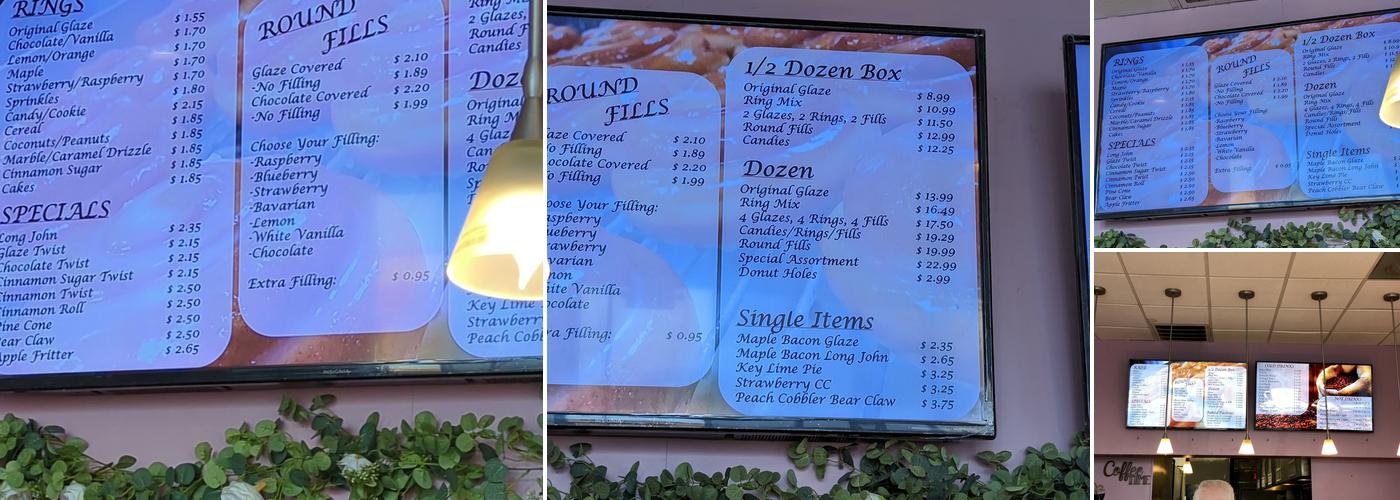 RINGS
Original Glaze $ 1.55
Chocolate/Vanilla $ 1.70
Lemon/Orange $ 1.70
Maple $ 1.70
Strawberry/Raspberry $ 1.70
Sprinkles $ 1.80
Candy/Cookie $ 2.15
Cereal $ 1.85
Coconuts/Peanuts $ 1.85
Marble/Caramel Drizzle $ 1.85
Cinnamon Sugar $ 1.85
Cakes $ 1.85
SPECIALS
Long John $ 2.35
Glaze Twist $ 2.15
Chocolate Twist $ 2.15
Cinnamon Sugar Twist $ 2.15
Cinnamon Twist $ 2.50
Cinnamon Roll $ 2.50
Pine Cone $ 2.50
Bear Claw $ 2.50
Apple Fritter $ 2.65
ROUND
FILLS
Glaze Covered $ 2.10
-No Filling $ 1.89
Chocolate Covered $ 2.20
-No Filling $ 1.99
Choose Your Filling:
-Raspberry
-Blueberry
-Strawberry
-Bavarian
-Lemon
-White Vanilla
-Chocolate
Extra Filling: $ 0.95
1/2 Dozen Box
Original Glaze $ 8.99
Ring Mix $ 10.99
2 Glazes, 2 Rings, 2 Fills $ 11.50
Round Fills $ 12.99
Candies $ 12.25
Dozen
Original Glaze $ 13.99
Ring Mix $ 16.49
4 Glazes, 4 Rings, 4 Fills $ 17.50
Candies/Rings/Fills $ 19.29
Round Fills $ 19.99
Special Assortment $ 22.99
Donut Holes $ 2.99
Single Items
Maple Bacon Glaze $ 2.35
Maple Bacon Long John $ 2.65
Key Lime Pie $ 3.25
Strawberry CC $ 3.25
Peach Cobbler Bear Claw $ 3.75
COLD DRINKS
HOT DRINKS
Coffee
TIME